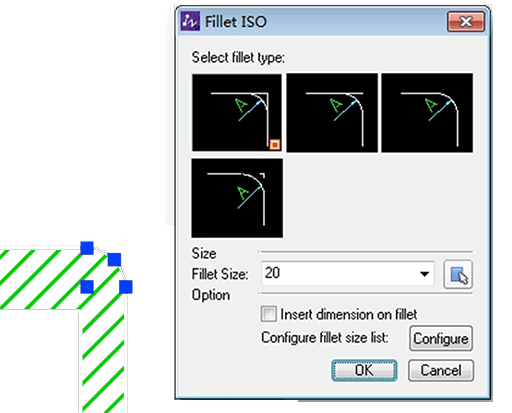 Fillet ISO
Select fillet type:
A
A
A
A
Size
Fillet Size: 20
Option
Insert dimension on fillet
Configure fillet size list: Configure
OK Cancel